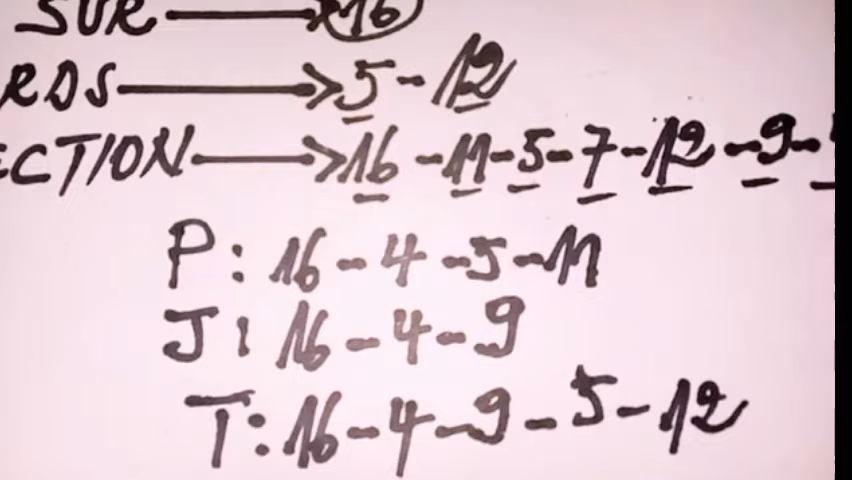 SUR → 16
RDS → 5 - 12
ECTION → 16 - 11 - 5 - 7 - 12 - 9 -
P : 16 - 4 - 5 - 11
J : 16 - 4 - 9
T : 16 - 4 - 9 - 5 - 12